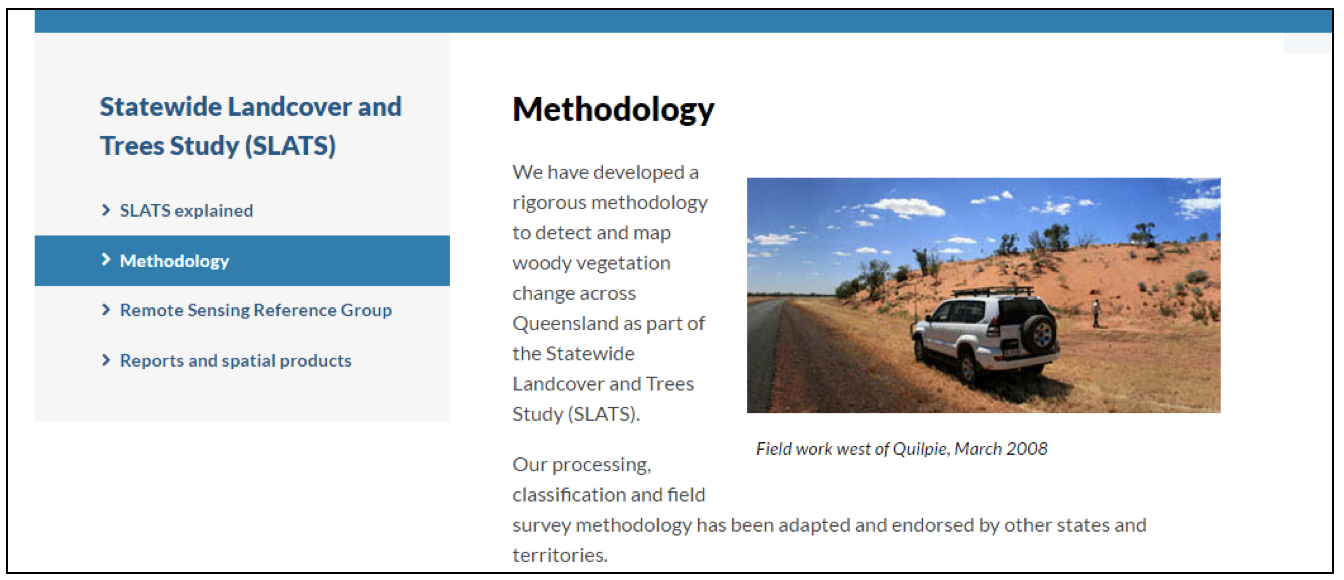 Statewide Landcover and
Trees Study (SLATS)
SLATS explained
Methodology
Remote Sensing Reference Group
Reports and spatial products
Methodology
We have developed a
rigorous methodology
to detect and map
woody vegetation
change across
Queensland as part of
the Statewide
Landcover and Trees
Study (SLATS).
Field work west of Quilpie, March 2008
Our processing,
classification and field
survey methodology has been adapted and endorsed by other states and
territories.